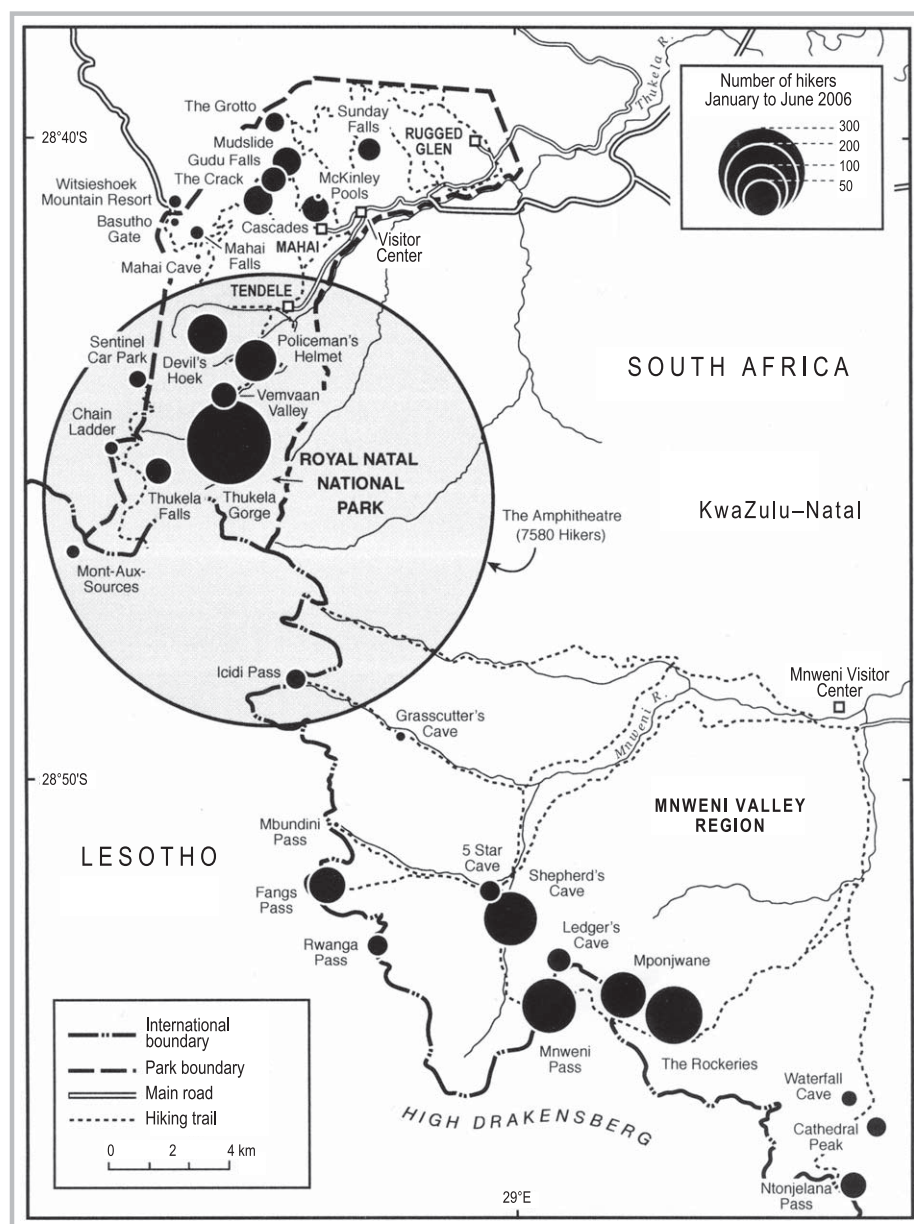 Thukela R.
Number of hikers
January to June 2006
300
200
100
50
28°40'S
The Grotto
Mudslide
Gudu Falls
The Crack
Sunday
Falls
RUGGED
GLEN
McKinley
Pools
Witsieshoek
Mountain Resort
Basutho
Gate
Cascades
MAHAI
Mahai
Falls
Visitor
Center
Mahai Cave
TENDELE
Sentinel
Car Park
Devil's
Hoek
Policeman's
Helmet
SOUTH AFRICA
Vemvaan
Valley
Chain
Ladder
ROYAL NATAL
NATIONAL
PARK
Thukela
Falls
Thukela
Gorge
KwaZulu–Natal
The Amphitheatre
(7580 Hikers)
Mont-Aux-
Sources
Icidi Pass
Mnweni Visitor
Center
Grasscutter's
Cave
Mnweni R.
28°50'S
MNWENI VALLEY
REGION
Mbundini
Pass
LESOTHO
5 Star
Cave
Shepherd's
Cave
Fangs
Pass
Rwanga
Pass
Ledger's
Cave
Mponjwane
Mnweni
Pass
The Rockeries
International
boundary
Park boundary
Main road
Hiking trail
0 2 4 km
HIGH DRAKENSBERG
Waterfall
Cave
Cathedral
Peak
Ntonjelana
Pass
29°E